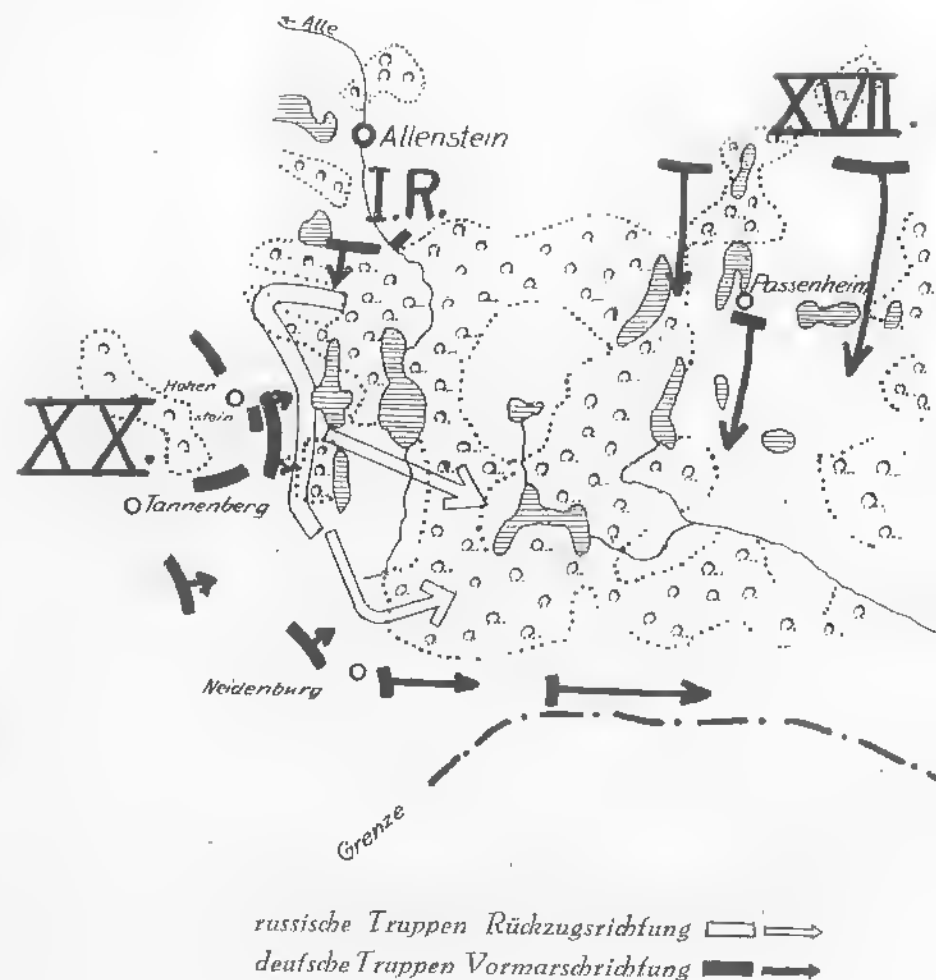 ← Alle
XVII.
Allenstein
I. R.
Passenheim
Hohen
stein
XX.
Tannenberg
Neidenburg
Grenze
russische Truppen Rückzugsrichtung
deutsche Truppen Vormarschrichtung